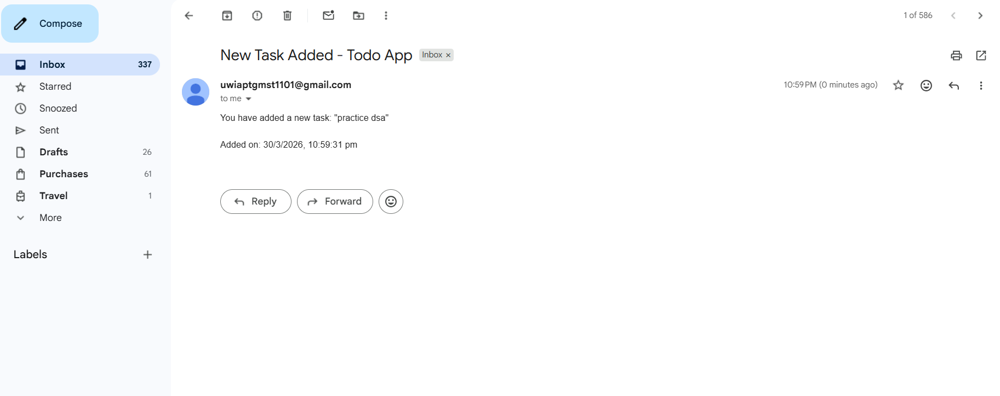 Compose
Inbox 337
Starred
Snoozed
Sent
Drafts 26
Purchases 61
Travel 1
More
Labels
1 of 586
New Task Added - Todo App Inbox ×
uwiaptgmst1101@gmail.com 10:59 PM (0 minutes ago)
to me
You have added a new task: "practice dsa"
Added on: 30/3/2026, 10:59:31 pm
Reply Forward